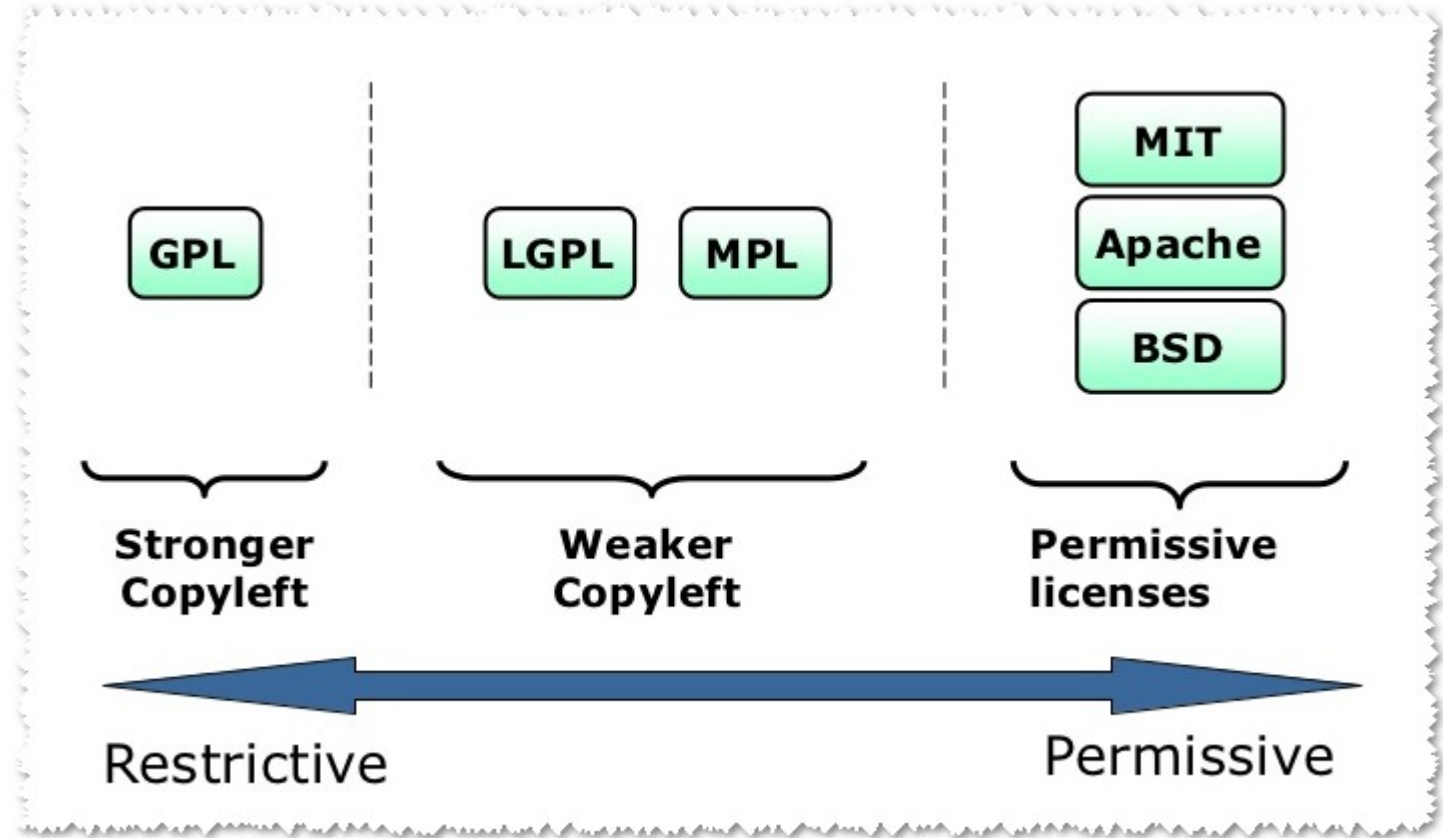 GPL
LGPL
MPL
MIT
Apache
BSD
Stronger
Copyleft
Weaker
Copyleft
Permissive
licenses
Restrictive
Permissive